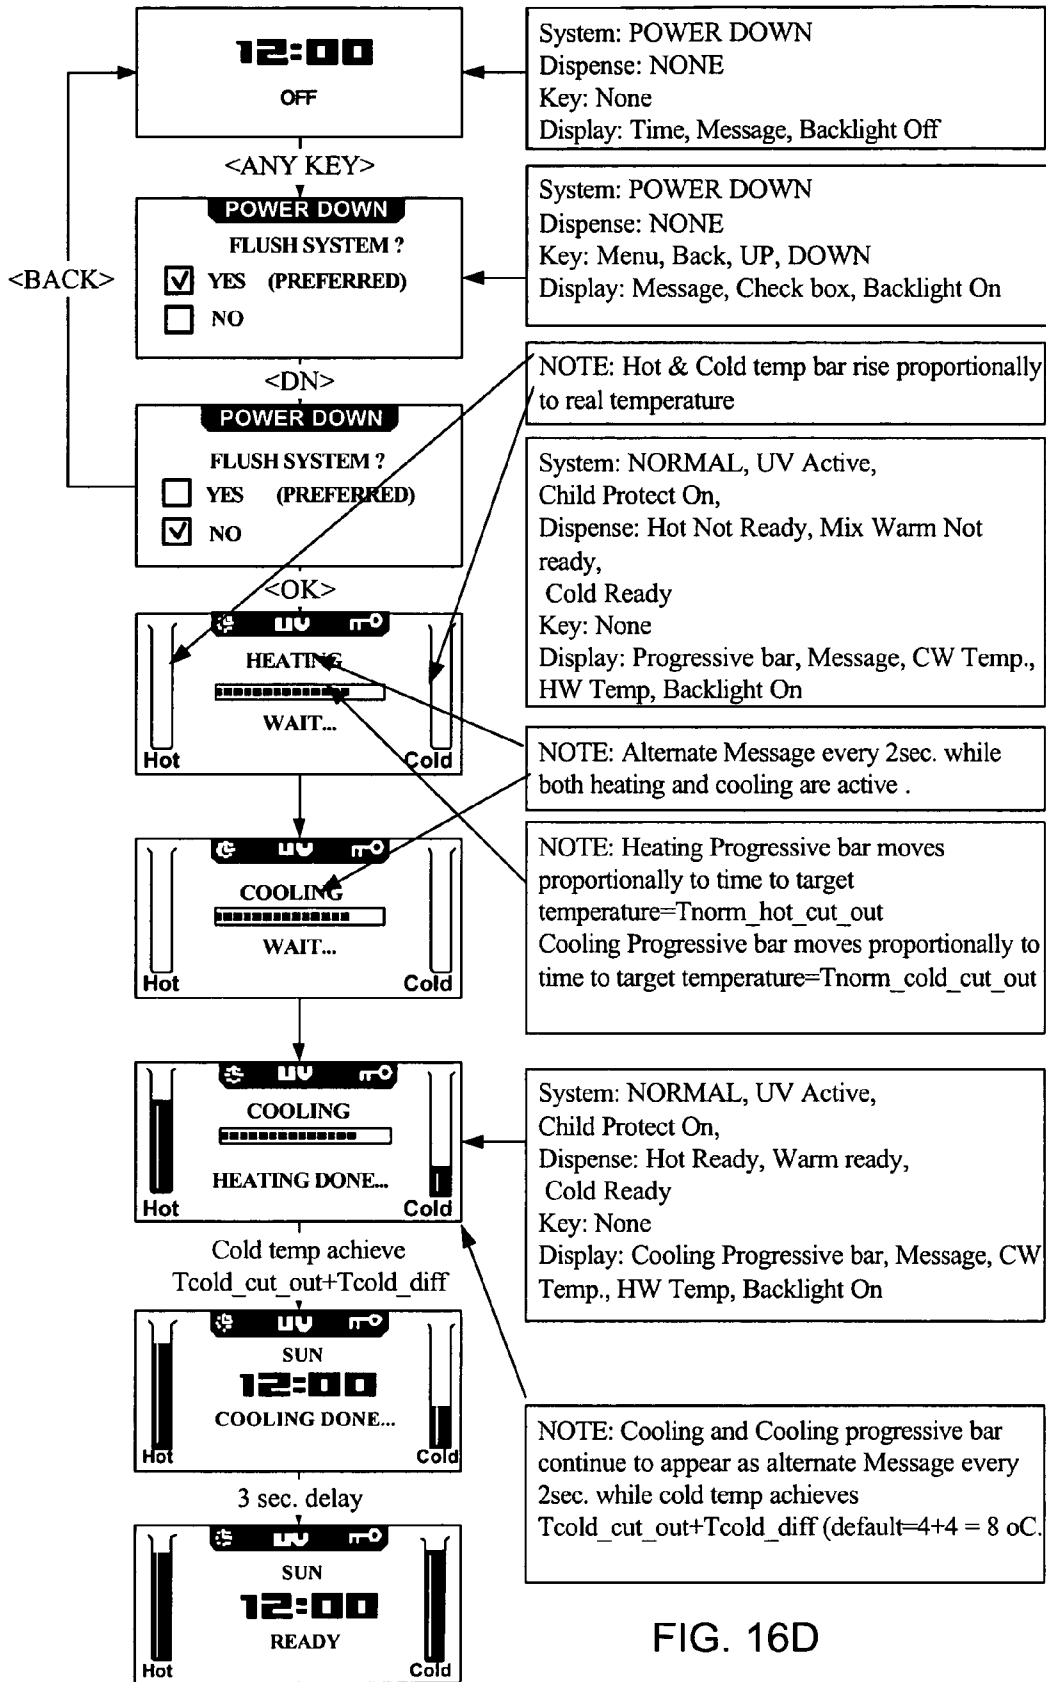 12:00
OFF
System: POWER DOWN
Dispense: NONE
Key: None
Display: Time, Message, Backlight Off
<ANY KEY>
<BACK>
POWER DOWN
FLUSH SYSTEM ?
YES (PREFERRED)
NO
System: POWER DOWN
Dispense: NONE
Key: Menu, Back, UP, DOWN
Display: Message, Check box, Backlight On
<DN>
NOTE: Hot & Cold temp bar rise proportionally
to real temperature
POWER DOWN
FLUSH SYSTEM ?
YES (PREFERRED)
NO
System: NORMAL, UV Active,
Child Protect On,
Dispense: Hot Not Ready, Mix Warm Not
ready,
Cold Ready
Key: None
Display: Progressive bar, Message, CW Temp.,
HW Temp, Backlight On
<OK>
UV
HEATING
WAIT...
Hot
Cold
NOTE: Alternate Message every 2sec. while
both heating and cooling are active .
UV
COOLING
WAIT...
Hot
Cold
NOTE: Heating Progressive bar moves
proportionally to time to target
temperature=Tnorm_hot_cut_out
Cooling Progressive bar moves proportionally to
time to target temperature=Tnorm_cold_cut_out
UV
COOLING
HEATING DONE...
Hot
Cold
System: NORMAL, UV Active,
Child Protect On,
Dispense: Hot Ready, Warm ready,
Cold Ready
Key: None
Display: Cooling Progressive bar, Message, CW
Temp., HW Temp, Backlight On
Cold temp achieve
Tcold_cut_out+Tcold_diff
UV
SUN
12:00
COOLING DONE...
Hot
Cold
NOTE: Cooling and Cooling progressive bar
continue to appear as alternate Message every
2sec. while cold temp achieves
Tcold_cut_out+Tcold_diff (default=4+4 = 8 oC.
3 sec. delay
UV
SUN
12:00
READY
Hot
Cold
FIG. 16D